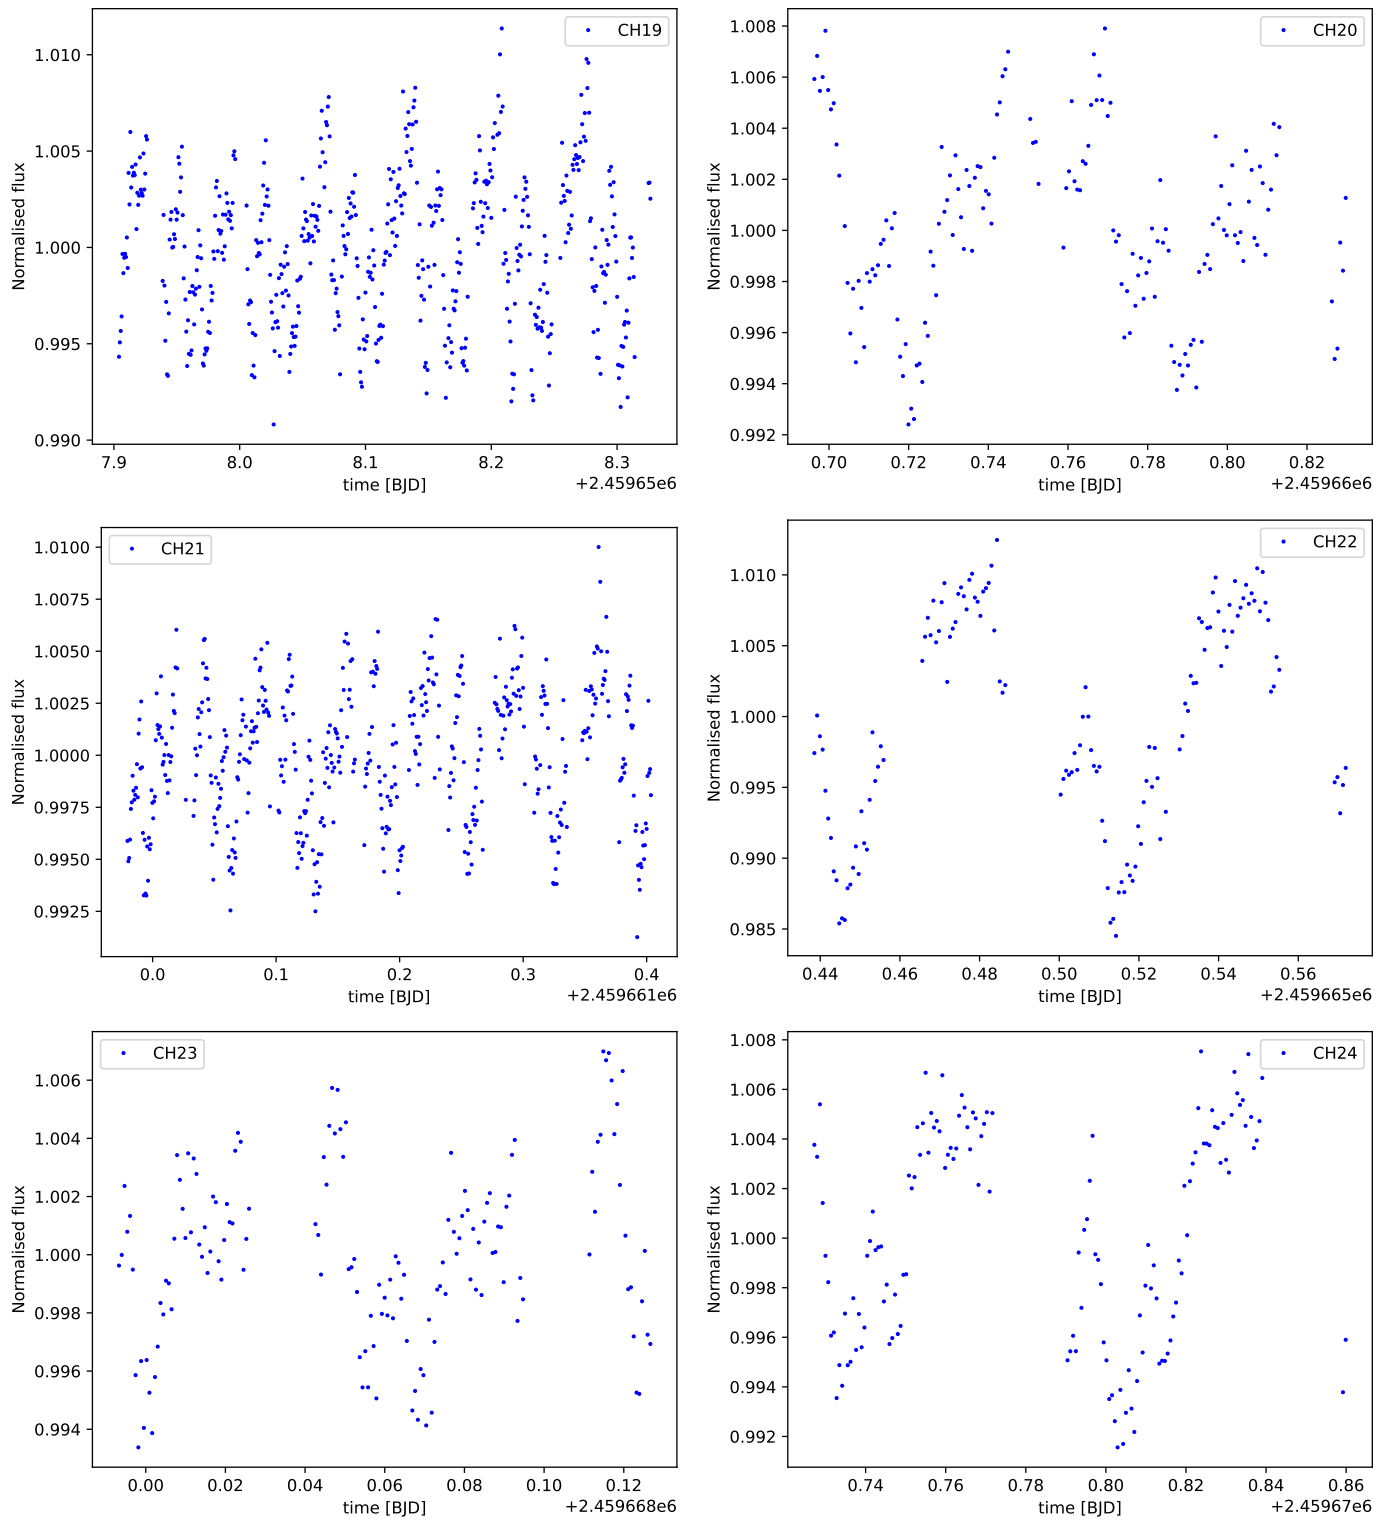 CH19
Normalised flux
1.010
1.005
1.000
0.995
0.990
7.9 8.0 8.1 8.2 8.3
time [BJD]
+2.45965e6
CH20
Normalised flux
1.008
1.006
1.004
1.002
1.000
0.998
0.996
0.994
0.992
0.70 0.72 0.74 0.76 0.78 0.80 0.82
time [BJD]
+2.45966e6
CH21
Normalised flux
1.0100
1.0075
1.0050
1.0025
1.0000
0.9975
0.9950
0.9925
0.0 0.1 0.2 0.3 0.4
time [BJD]
+2.459661e6
CH22
Normalised flux
1.010
1.005
1.000
0.995
0.990
0.985
0.44 0.46 0.48 0.50 0.52 0.54 0.56
time [BJD]
+2.459665e6
CH23
Normalised flux
1.006
1.004
1.002
1.000
0.998
0.996
0.994
0.00 0.02 0.04 0.06 0.08 0.10 0.12
time [BJD]
+2.459668e6
CH24
Normalised flux
1.008
1.006
1.004
1.002
1.000
0.998
0.996
0.994
0.992
0.74 0.76 0.78 0.80 0.82 0.84 0.86
time [BJD]
+2.45967e6